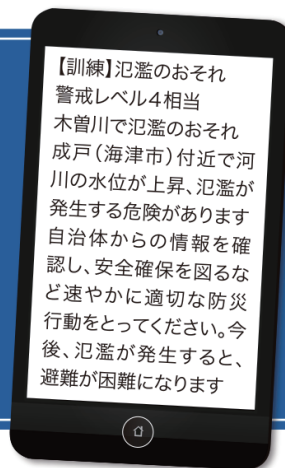 【訓練】氾濫のおそれ
警戒レベル４相当
木曽川で氾濫のおそれ
成戸（海津市）付近で河
川の水位が上昇、氾濫が
発生する危険があります
自治体からの情報を確
認し、安全確保を図るな
ど速やかに適切な防災
行動をとってください。今
後、氾濫が発生すると、
避難が困難になります